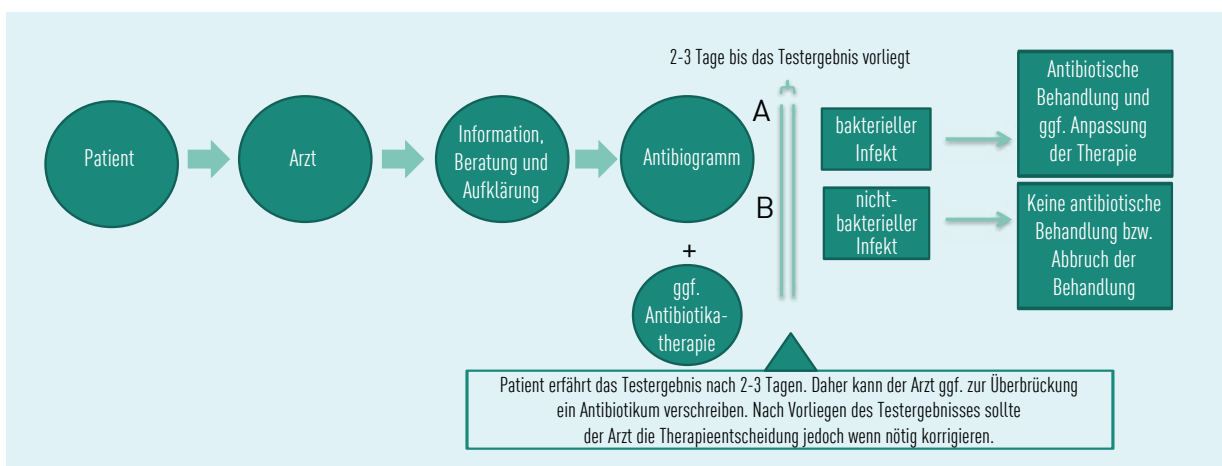 2-3 Tage bis das Testergebnis vorliegt
Patient
Arzt
Information,
Beratung und
Aufklärung
Antibiogramm
A
B
+
ggf.
Antibiotika-
therapie
bakterieller
Infekt
Antibiotische
Behandlung und
ggf. Anpassung
der Therapie
nicht-
bakterieller
Infekt
Keine antibiotische
Behandlung bzw.
Abbruch der
Behandlung
Patient erfährt das Testergebnis nach 2-3 Tagen. Daher kann der Arzt ggf. zur Überbrückung
ein Antibiotikum verschreiben. Nach Vorliegen des Testergebnisses sollte
der Arzt die Therapieentscheidung jedoch wenn nötig korrigieren.